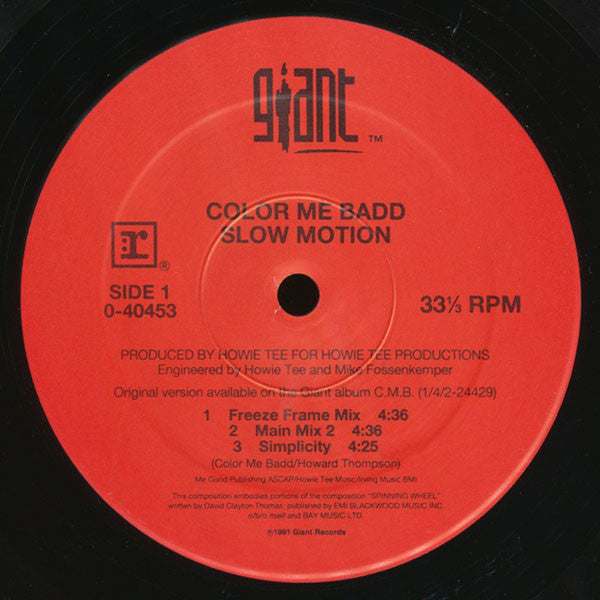 giant ™
COLOR ME BADD
SLOW MOTION
r ®
SIDE 1
0-40453
33⅓ RPM
PRODUCED BY HOWIE TEE FOR HOWIE TEE PRODUCTIONS
Engineered by Howie Tee and Mike Fossenkemper
Original version available on the Giant album C.M.B. (1/4/2-24429)
1 Freeze Frame Mix 4:36
2 Main Mix 2 4:36
3 Simplicity 4:25
(Color Me Badd/Howard Thompson)
Me Good Publishing ASCAP/Howie Tee Music/Irving Music BMI
This composition embodies portions of the composition "SPINNING WHEEL"
written by David Clayton Thomas, published by EMI BLACKWOOD MUSIC INC.
o/b/o itself and BAY MUSIC LTD.
℗1991 Giant Records